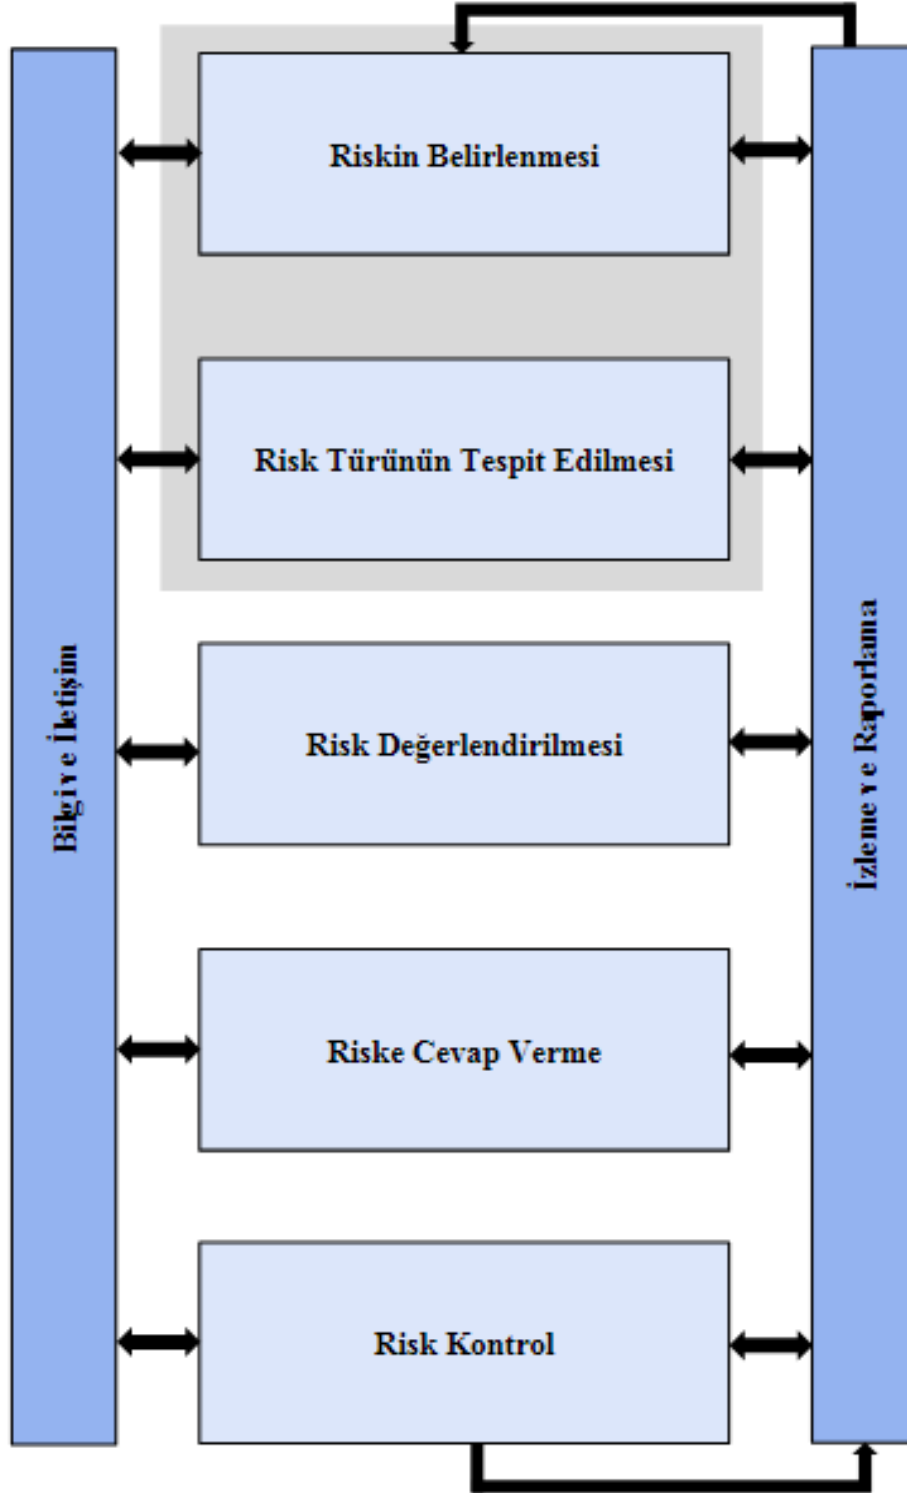 Riskin Belirlenmesi
Risk Türünün Tespit Edilmesi
Bilgi ve İletişim
Risk Değerlendirilmesi
İzleme ve Raporlama
Riske Cevap Verme
Risk Kontrol